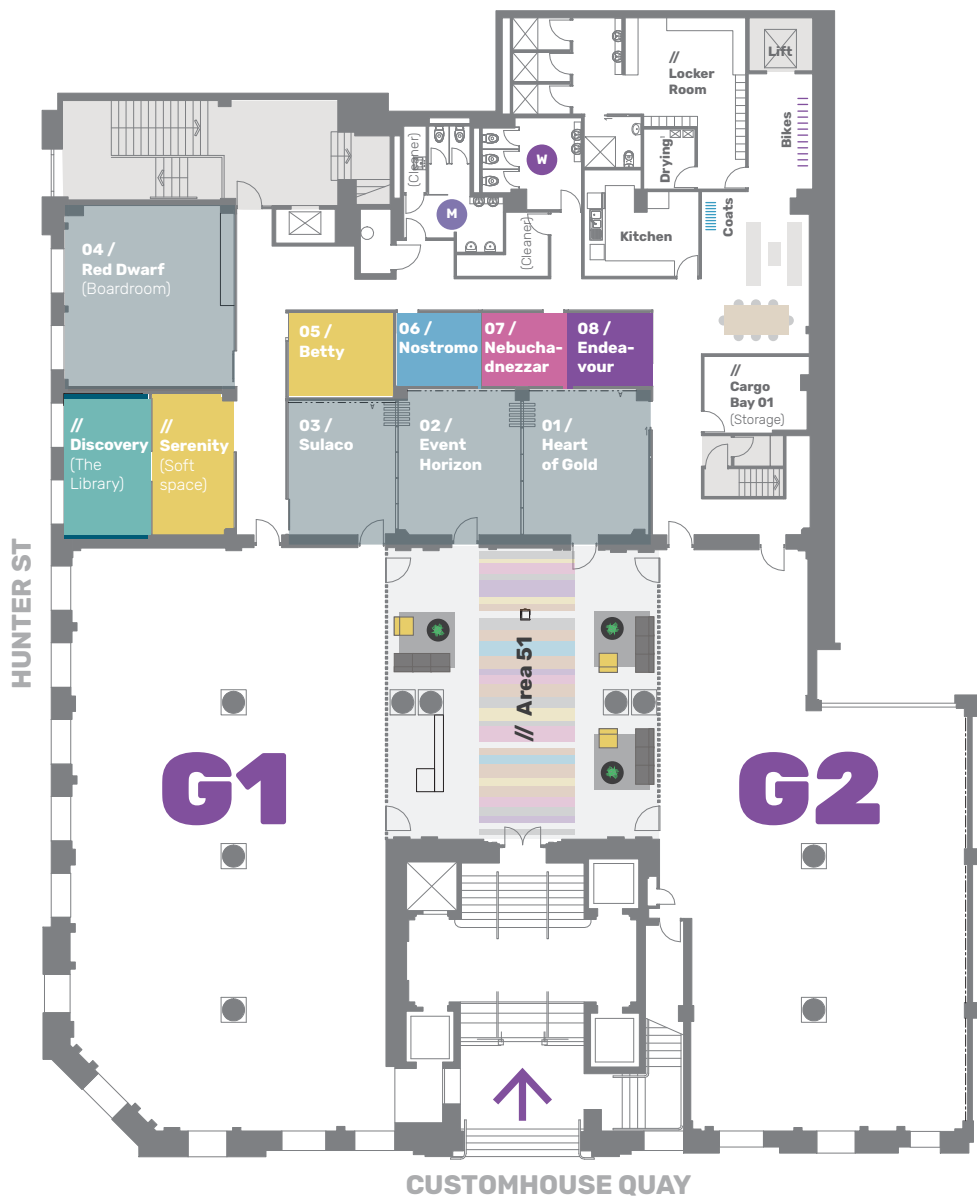 Lift
//
Locker
Room
Bikes
(Cleaner)
W
Drying
M
Coats
(Cleaner)
Kitchen
04 /
Red Dwarf
(Boardroom)
05 /
Betty
06 /
Nostromo
07 /
Nebucha-
dnezzar
08 /
Endea-
vour
//
Cargo
Bay 01
(Storage)
//
Discovery
(The
Library)
//
Serenity
(Soft
space)
03 /
Sulaco
02 /
Event
Horizon
01 /
Heart
of Gold
HUNTER ST
// Area 51
G1
G2
CUSTOMHOUSE QUAY